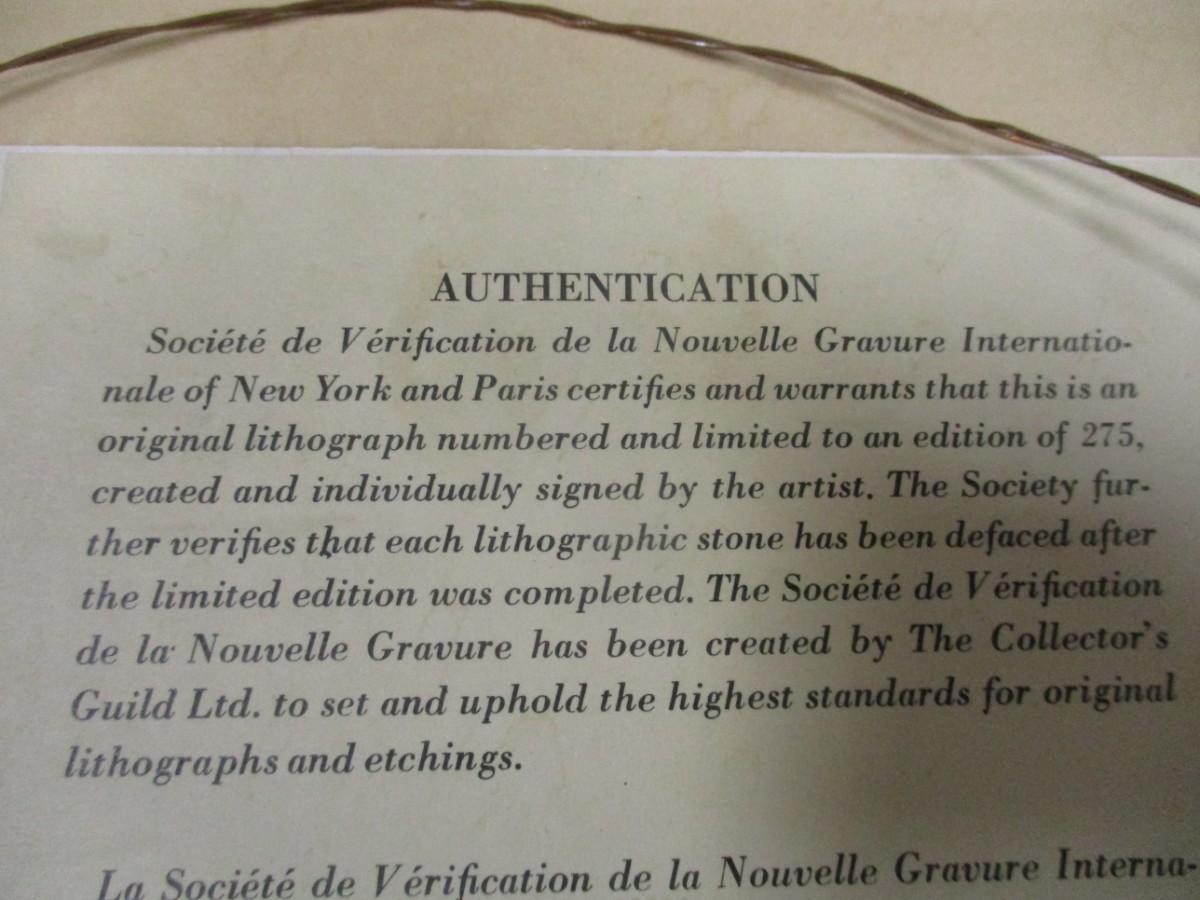 AUTHENTICATION
Société de Vérification de la Nouvelle Gravure Internatio-
nale of New York and Paris certifies and warrants that this is an
original lithograph numbered and limited to an edition of 275,
created and individually signed by the artist. The Society fur-
ther verifies that each lithographic stone has been defaced after
the limited edition was completed. The Société de Vérification
de la Nouvelle Gravure has been created by The Collector's
Guild Ltd. to set and uphold the highest standards for original
lithographs and etchings.
La Société de Vérification de la Nouvelle Gravure Interna-